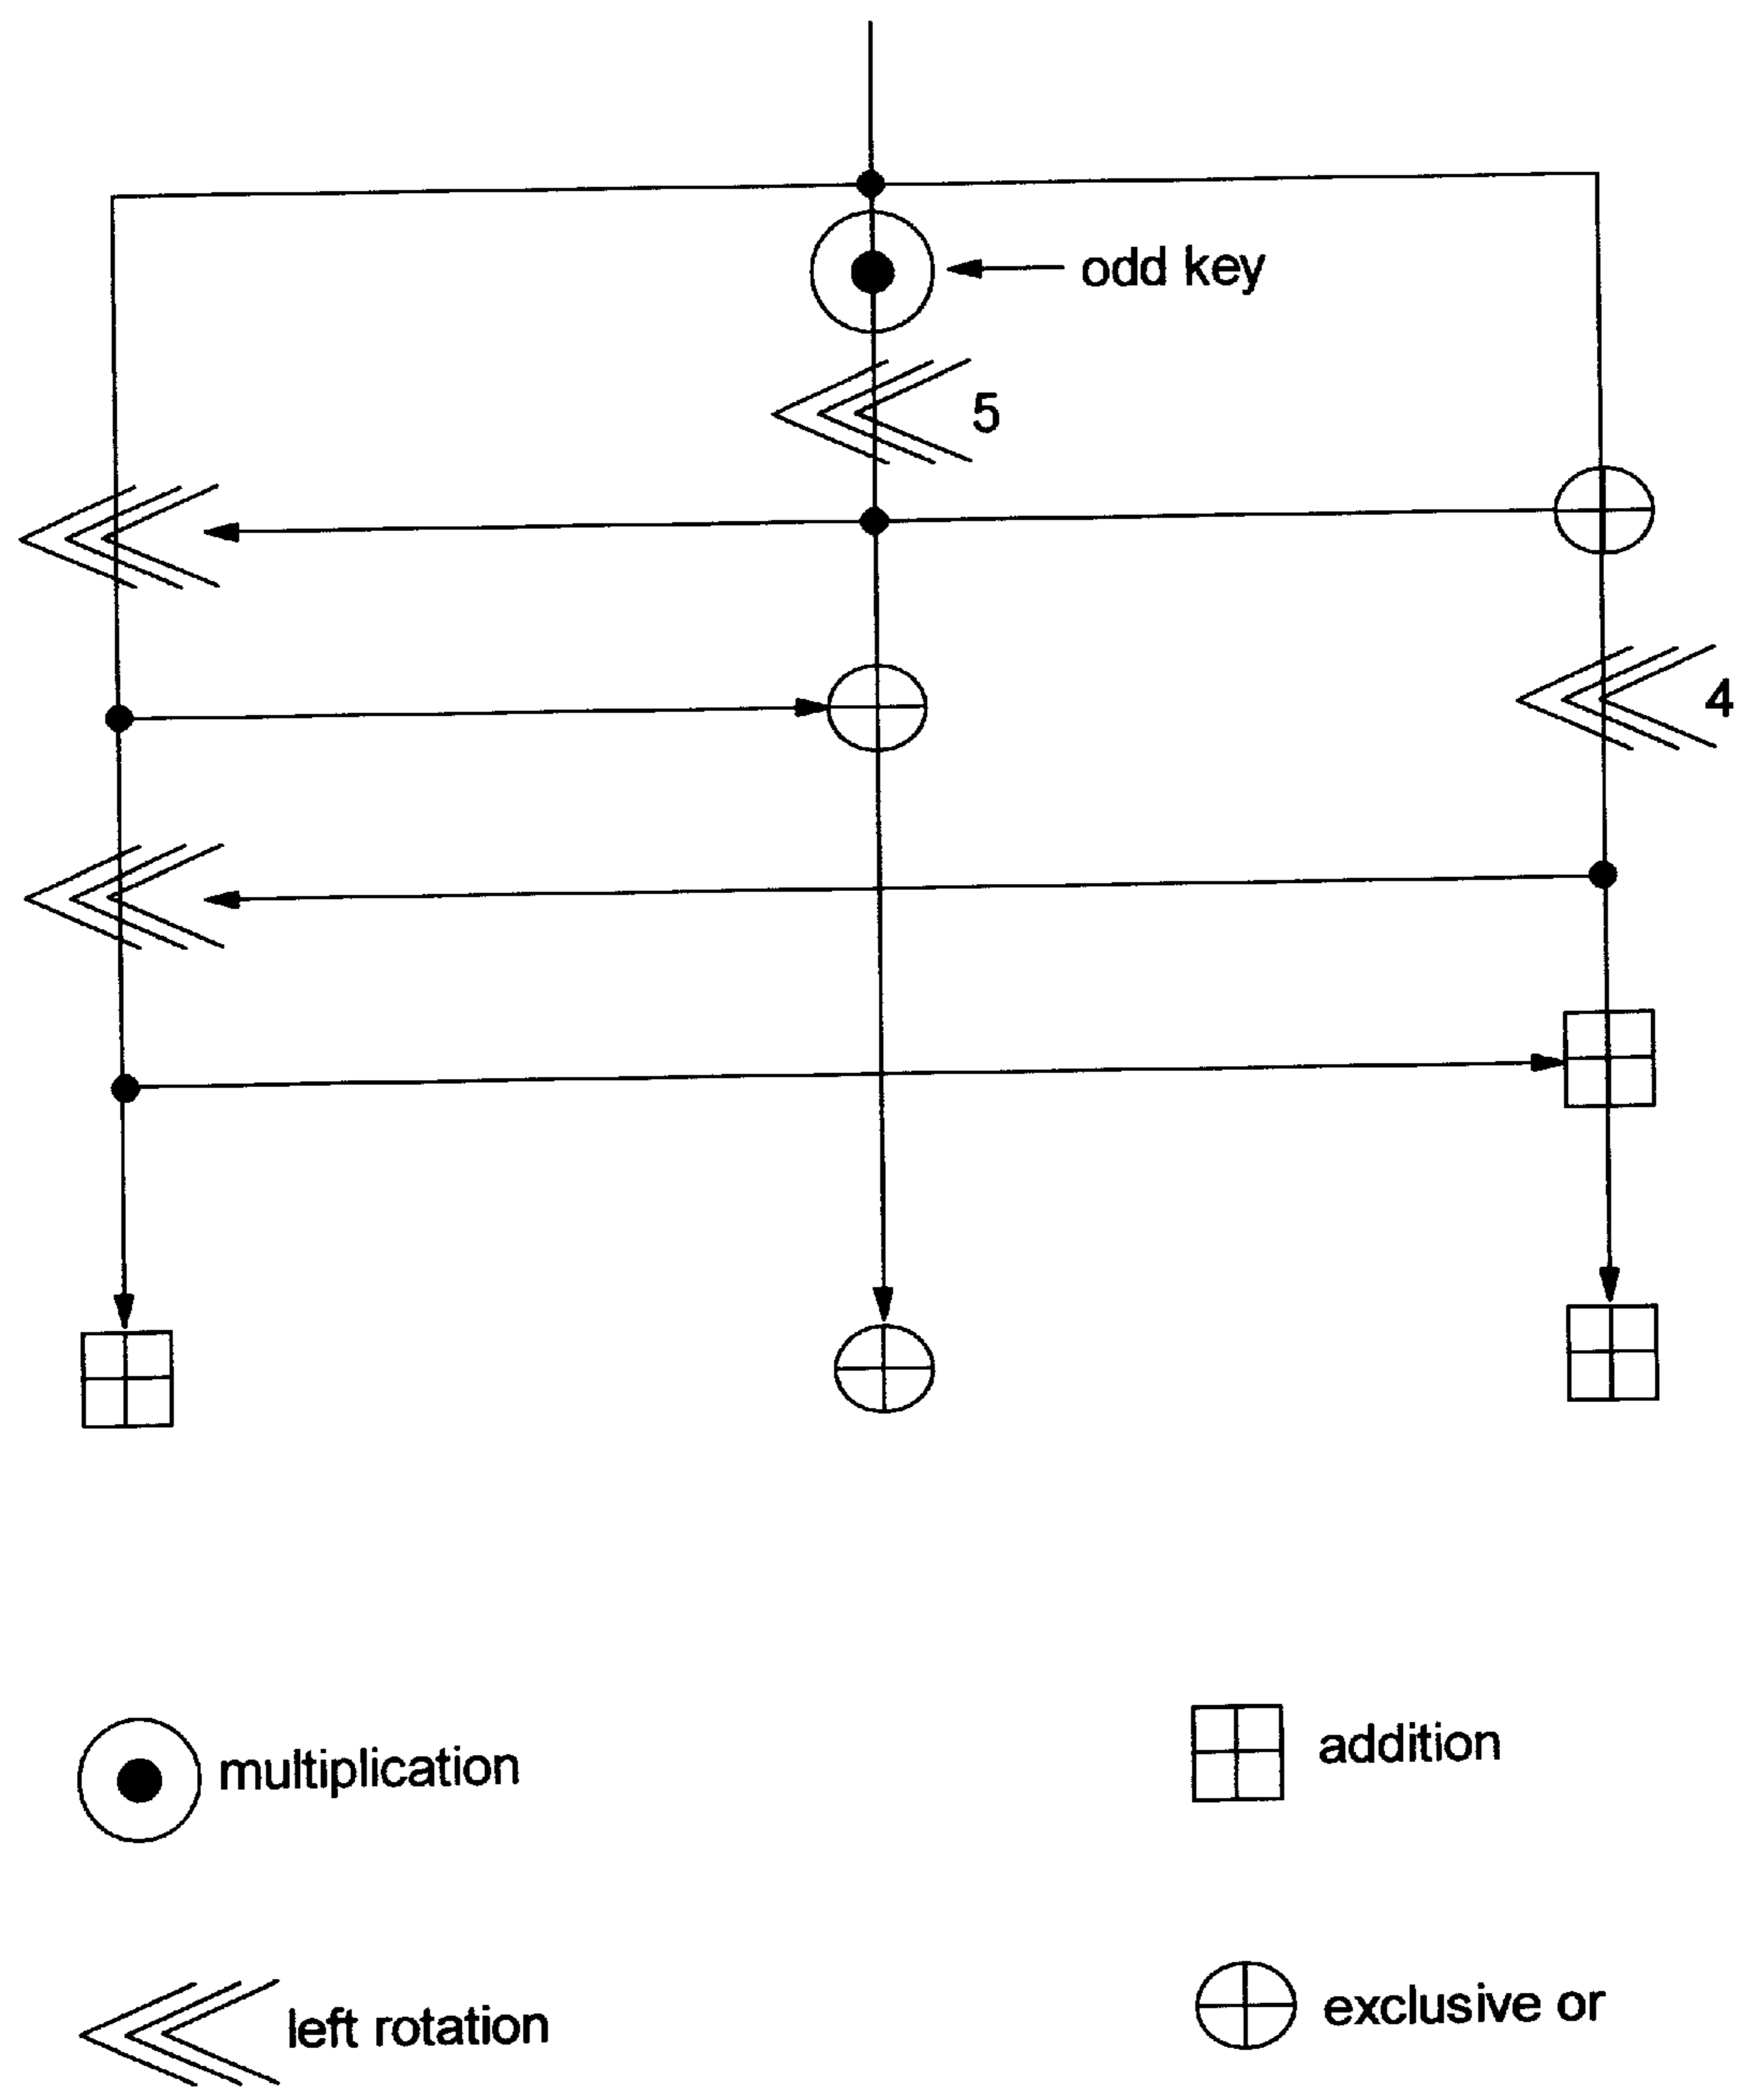 odd key
5
4
multiplication
addition
left rotation
exclusive or